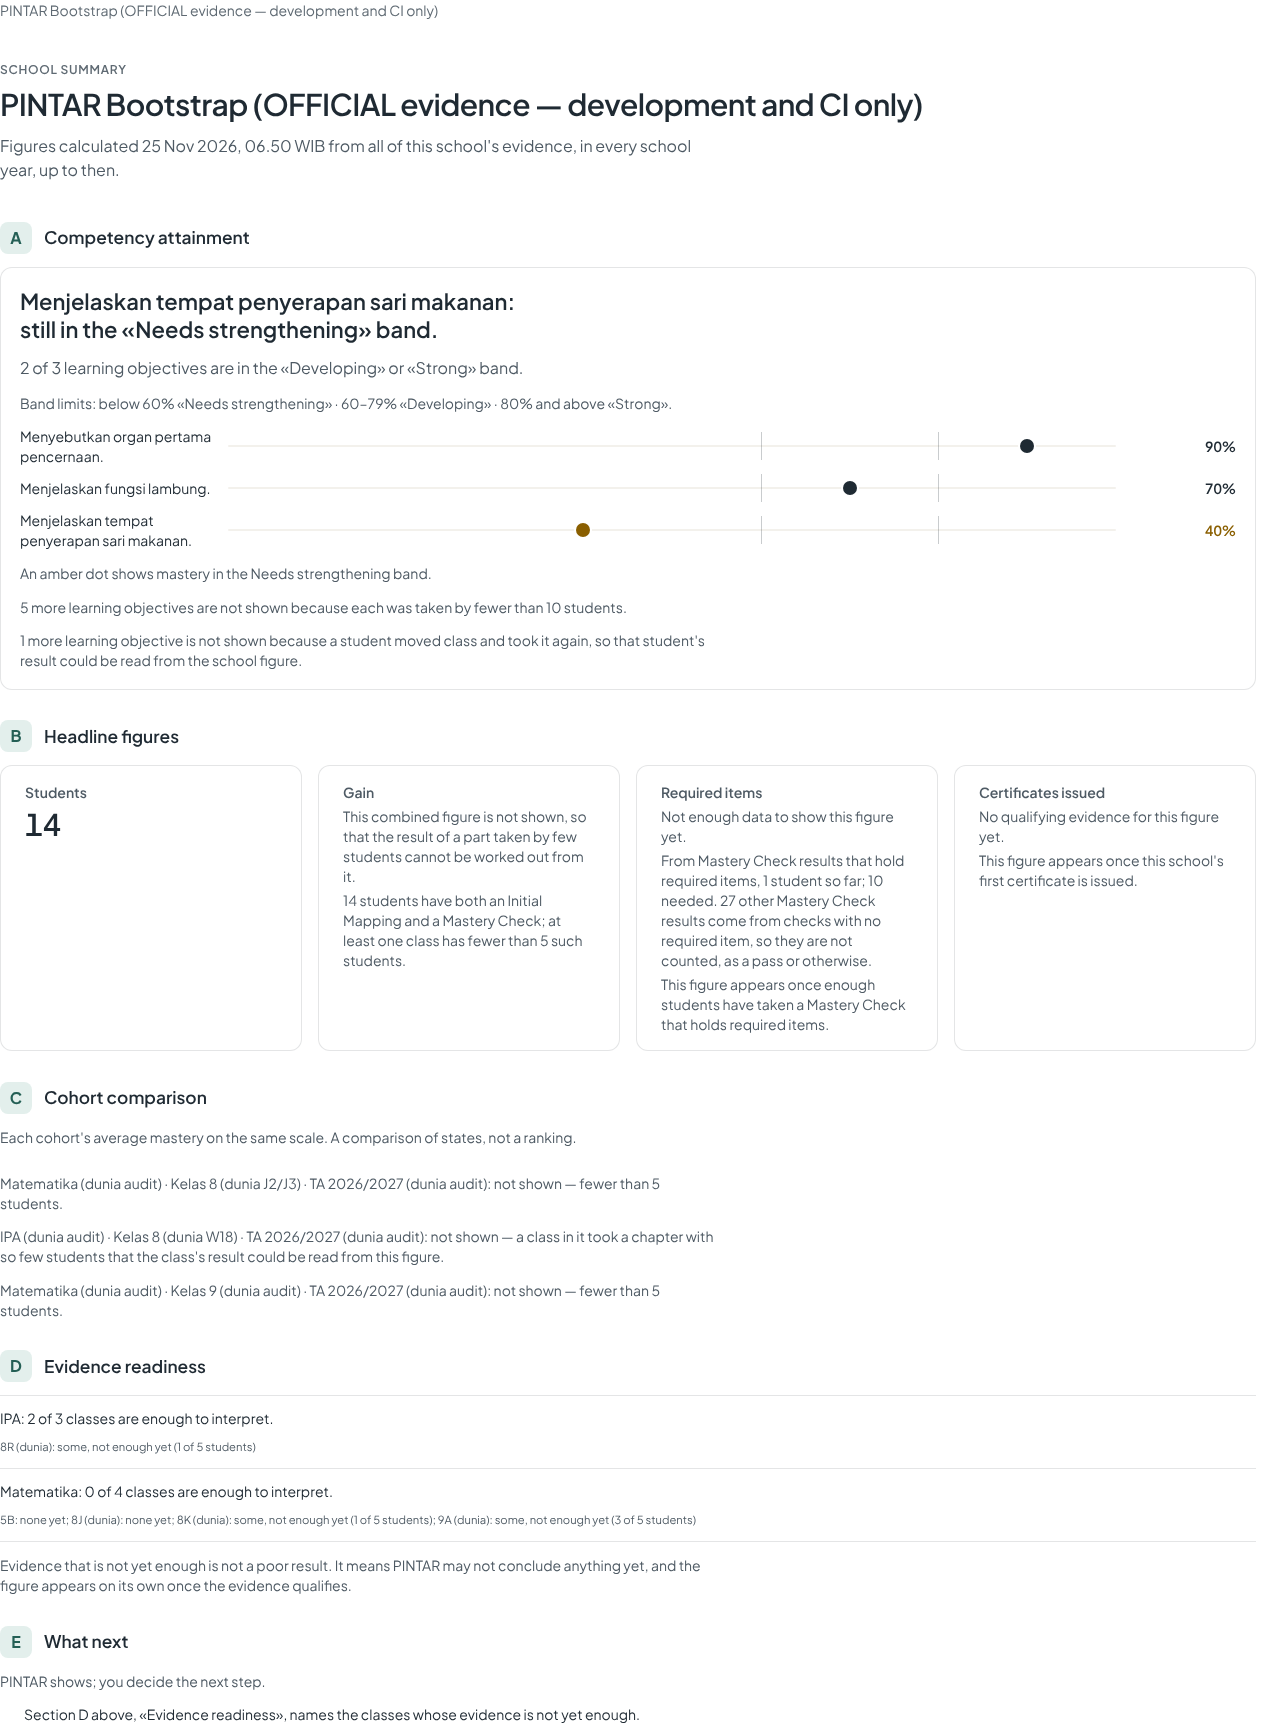 PINTAR Bootstrap (OFFICIAL evidence — development and CI only)
SCHOOL SUMMARY
PINTAR Bootstrap (OFFICIAL evidence — development and CI only)
Figures calculated 25 Nov 2026, 06.50 WIB from all of this school's evidence, in every school
year, up to then.
A
Competency attainment
Menjelaskan tempat penyerapan sari makanan:
still in the «Needs strengthening» band.
2 of 3 learning objectives are in the «Developing» or «Strong» band.
Band limits: below 60% «Needs strengthening» · 60–79% «Developing» · 80% and above «Strong».
Menyebutkan organ pertama
pencernaan.
90%
Menjelaskan fungsi lambung.
70%
Menjelaskan tempat
penyerapan sari makanan.
40%
An amber dot shows mastery in the Needs strengthening band.
5 more learning objectives are not shown because each was taken by fewer than 10 students.
1 more learning objective is not shown because a student moved class and took it again, so that student's
result could be read from the school figure.
B
Headline figures
Students
14
Gain
This combined figure is not shown, so
that the result of a part taken by few
students cannot be worked out from
it.
14 students have both an Initial
Mapping and a Mastery Check; at
least one class has fewer than 5 such
students.
Required items
Not enough data to show this figure
yet.
From Mastery Check results that hold
required items, 1 student so far; 10
needed. 27 other Mastery Check
results come from checks with no
required item, so they are not
counted, as a pass or otherwise.
This figure appears once enough
students have taken a Mastery Check
that holds required items.
Certificates issued
No qualifying evidence for this figure
yet.
This figure appears once this school's
first certificate is issued.
C
Cohort comparison
Each cohort's average mastery on the same scale. A comparison of states, not a ranking.
Matematika (dunia audit) · Kelas 8 (dunia J2/J3) · TA 2026/2027 (dunia audit): not shown — fewer than 5
students.
IPA (dunia audit) · Kelas 8 (dunia W18) · TA 2026/2027 (dunia audit): not shown — a class in it took a chapter with
so few students that the class's result could be read from this figure.
Matematika (dunia audit) · Kelas 9 (dunia audit) · TA 2026/2027 (dunia audit): not shown — fewer than 5
students.
D
Evidence readiness
IPA: 2 of 3 classes are enough to interpret.
8R (dunia): some, not enough yet (1 of 5 students)
Matematika: 0 of 4 classes are enough to interpret.
5B: none yet; 8J (dunia): none yet; 8K (dunia): some, not enough yet (1 of 5 students); 9A (dunia): some, not enough yet (3 of 5 students)
Evidence that is not yet enough is not a poor result. It means PINTAR may not conclude anything yet, and the
figure appears on its own once the evidence qualifies.
E
What next
PINTAR shows; you decide the next step.
Section D above, «Evidence readiness», names the classes whose evidence is not yet enough.